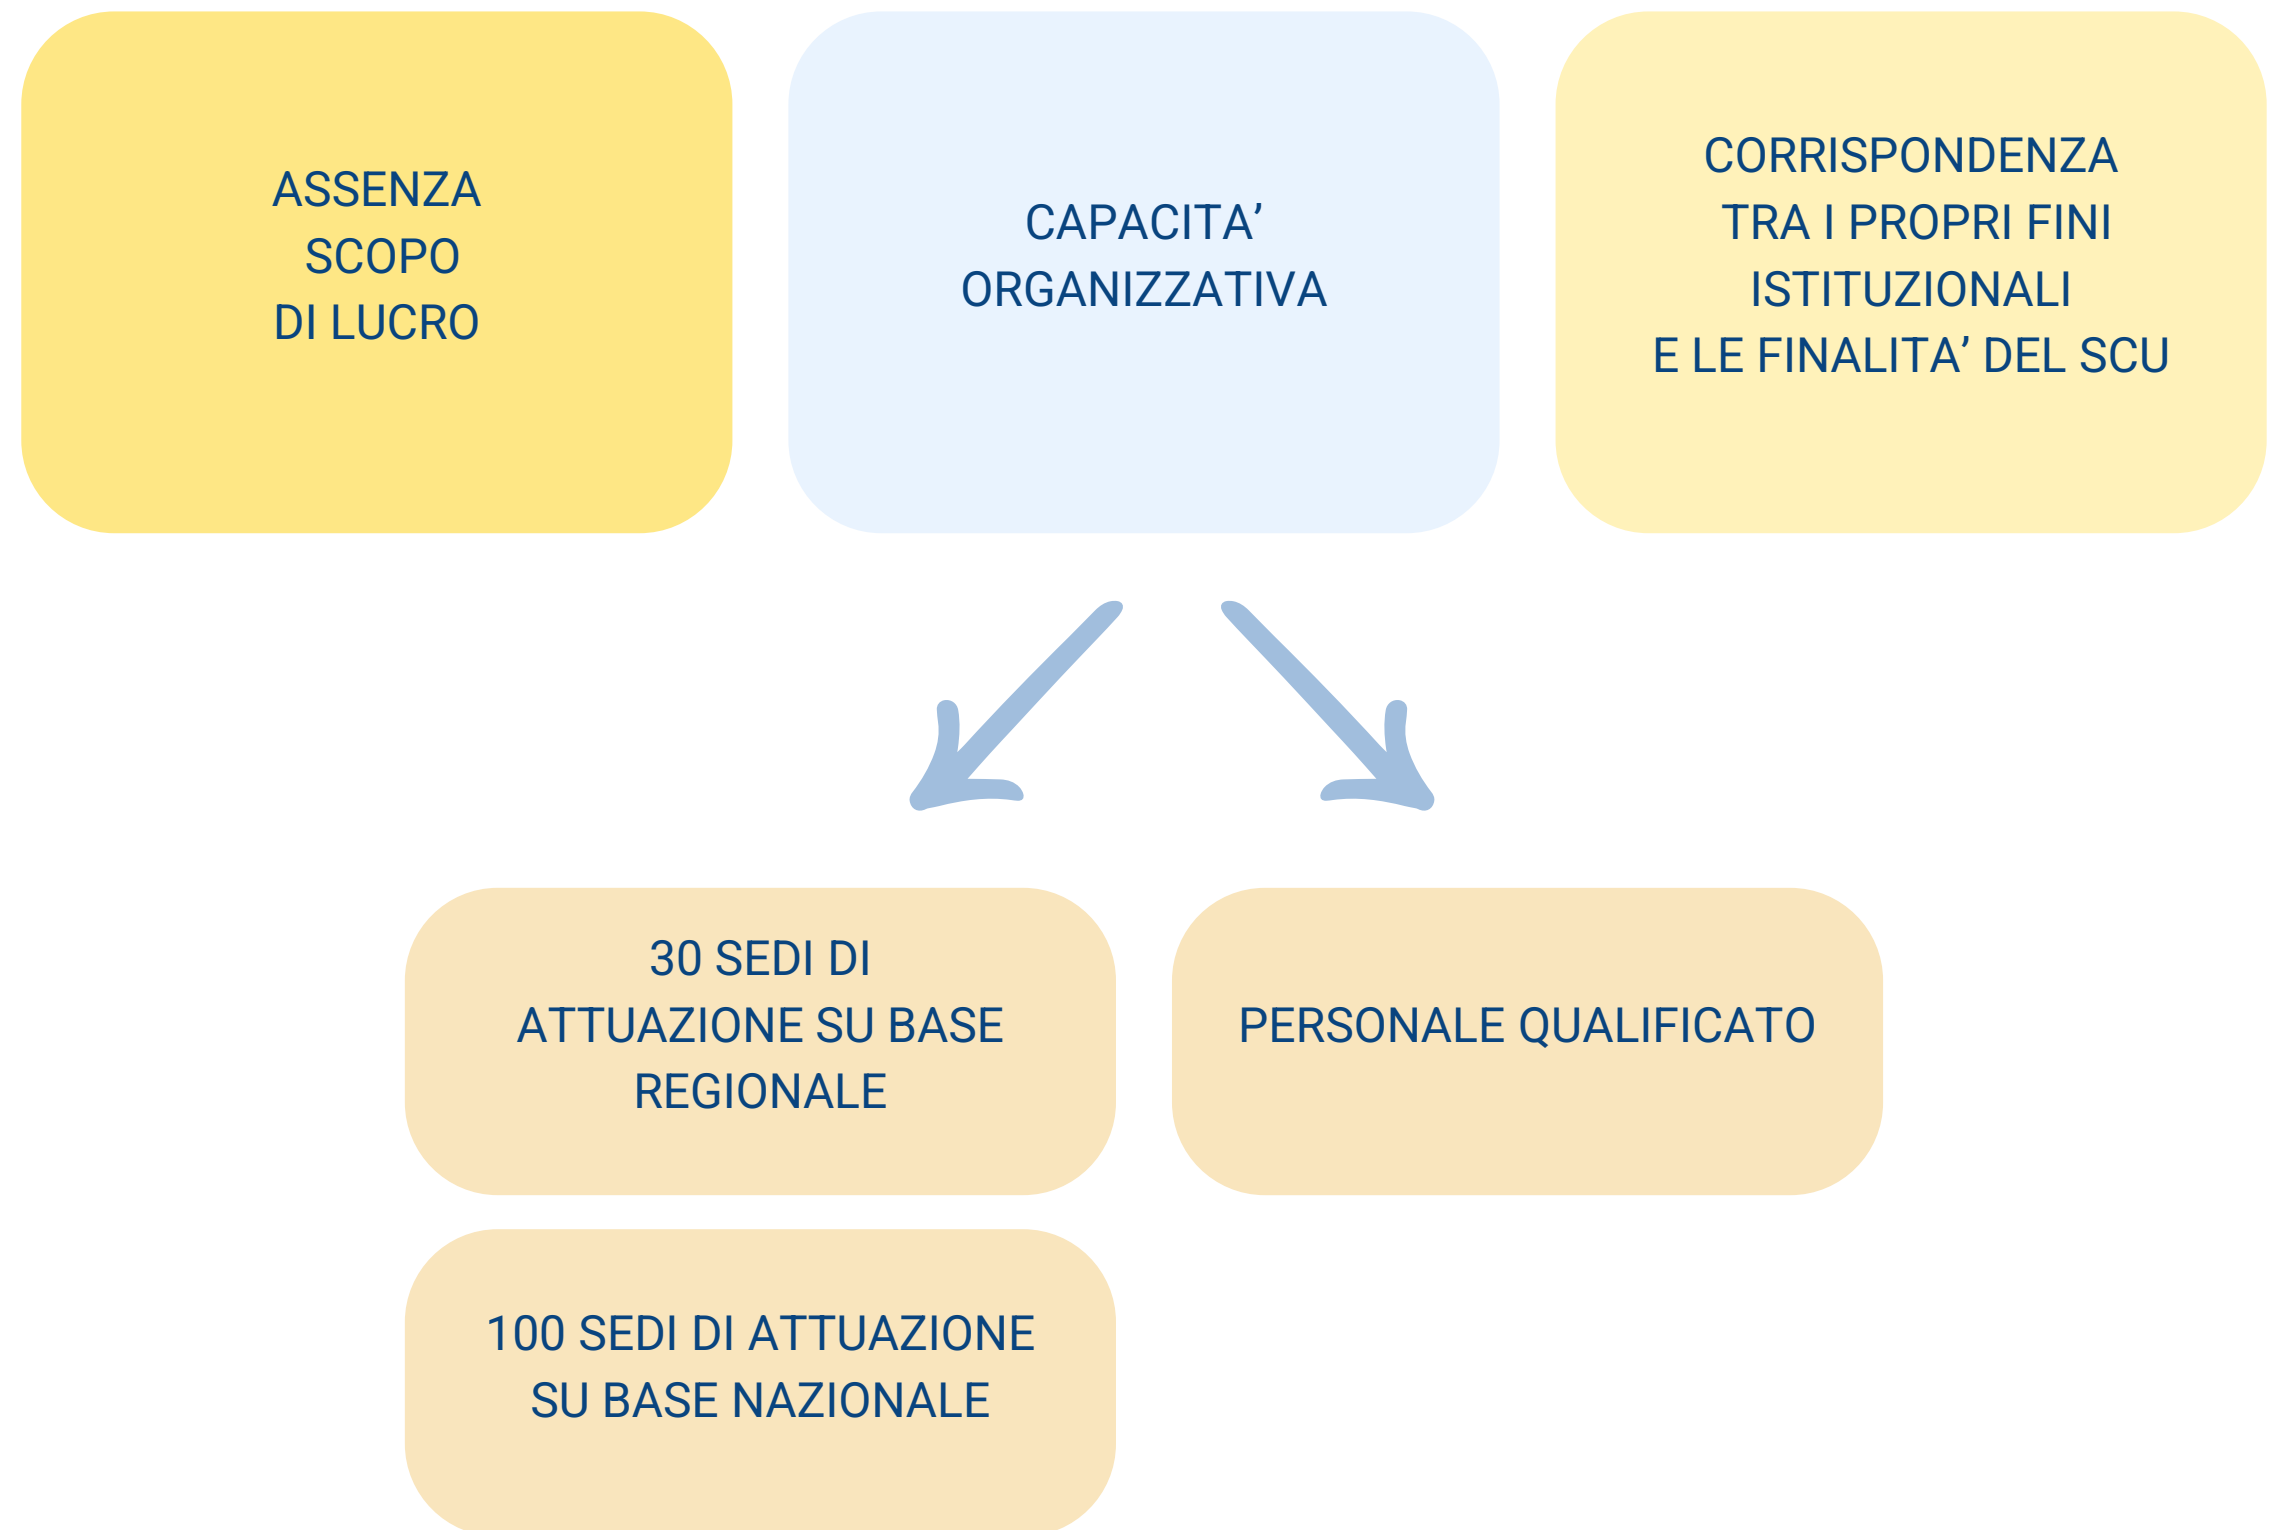 ASSENZA
SCOPO
DI LUCRO
CAPACITA’
ORGANIZZATIVA
CORRISPONDENZA
TRA I PROPRI FINI
ISTITUZIONALI
E LE FINALITA’ DEL SCU
30 SEDI DI
ATTUAZIONE SU BASE
REGIONALE
PERSONALE QUALIFICATO
100 SEDI DI ATTUAZIONE
SU BASE NAZIONALE